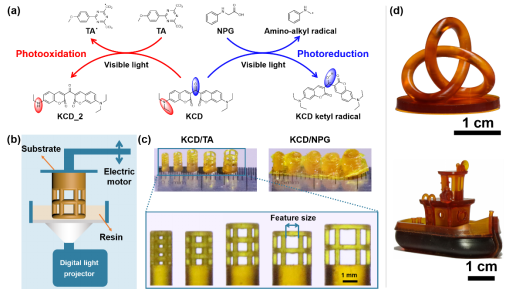 (a)
TA˙
TA
NPG
Amino-alkyl radical
Photooxidation
Visible light
Visible light
Photoreduction
KCD_2
KCD
KCD ketyl radical
(b)
Substrate
Electric
motor
Resin
Digital light
projector
(c)
KCD/TA
KCD/NPG
Feature size
1 mm
(d)
1 cm
1 cm